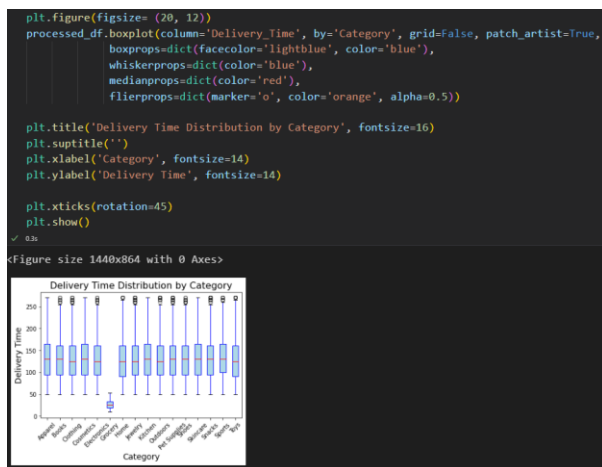 plt.figure(figsize= (20, 12))
processed_df.boxplot(column='Delivery_Time', by='Category', grid=False, patch_artist=True,
boxprops=dict(facecolor='lightblue', color='blue'),
whiskerprops=dict(color='blue'),
medianprops=dict(color='red'),
flierprops=dict(marker='o', color='orange', alpha=0.5))
plt.title('Delivery Time Distribution by Category', fontsize=16)
plt.suptitle('')
plt.xlabel('Category', fontsize=14)
plt.ylabel('Delivery Time', fontsize=14)
plt.xticks(rotation=45)
plt.show()
✓ 0.3s
<Figure size 1440x864 with 0 Axes>
Delivery Time Distribution by Category
Delivery Time
250
200
150
100
50
0
Apparel
Books
Clothing
Cosmetics
Electronics
Grocery
Home
Jewelry
Kitchen
Outdoors
Pet Supplies
Shoes
Skincare
Snacks
Sports
Toys
Category